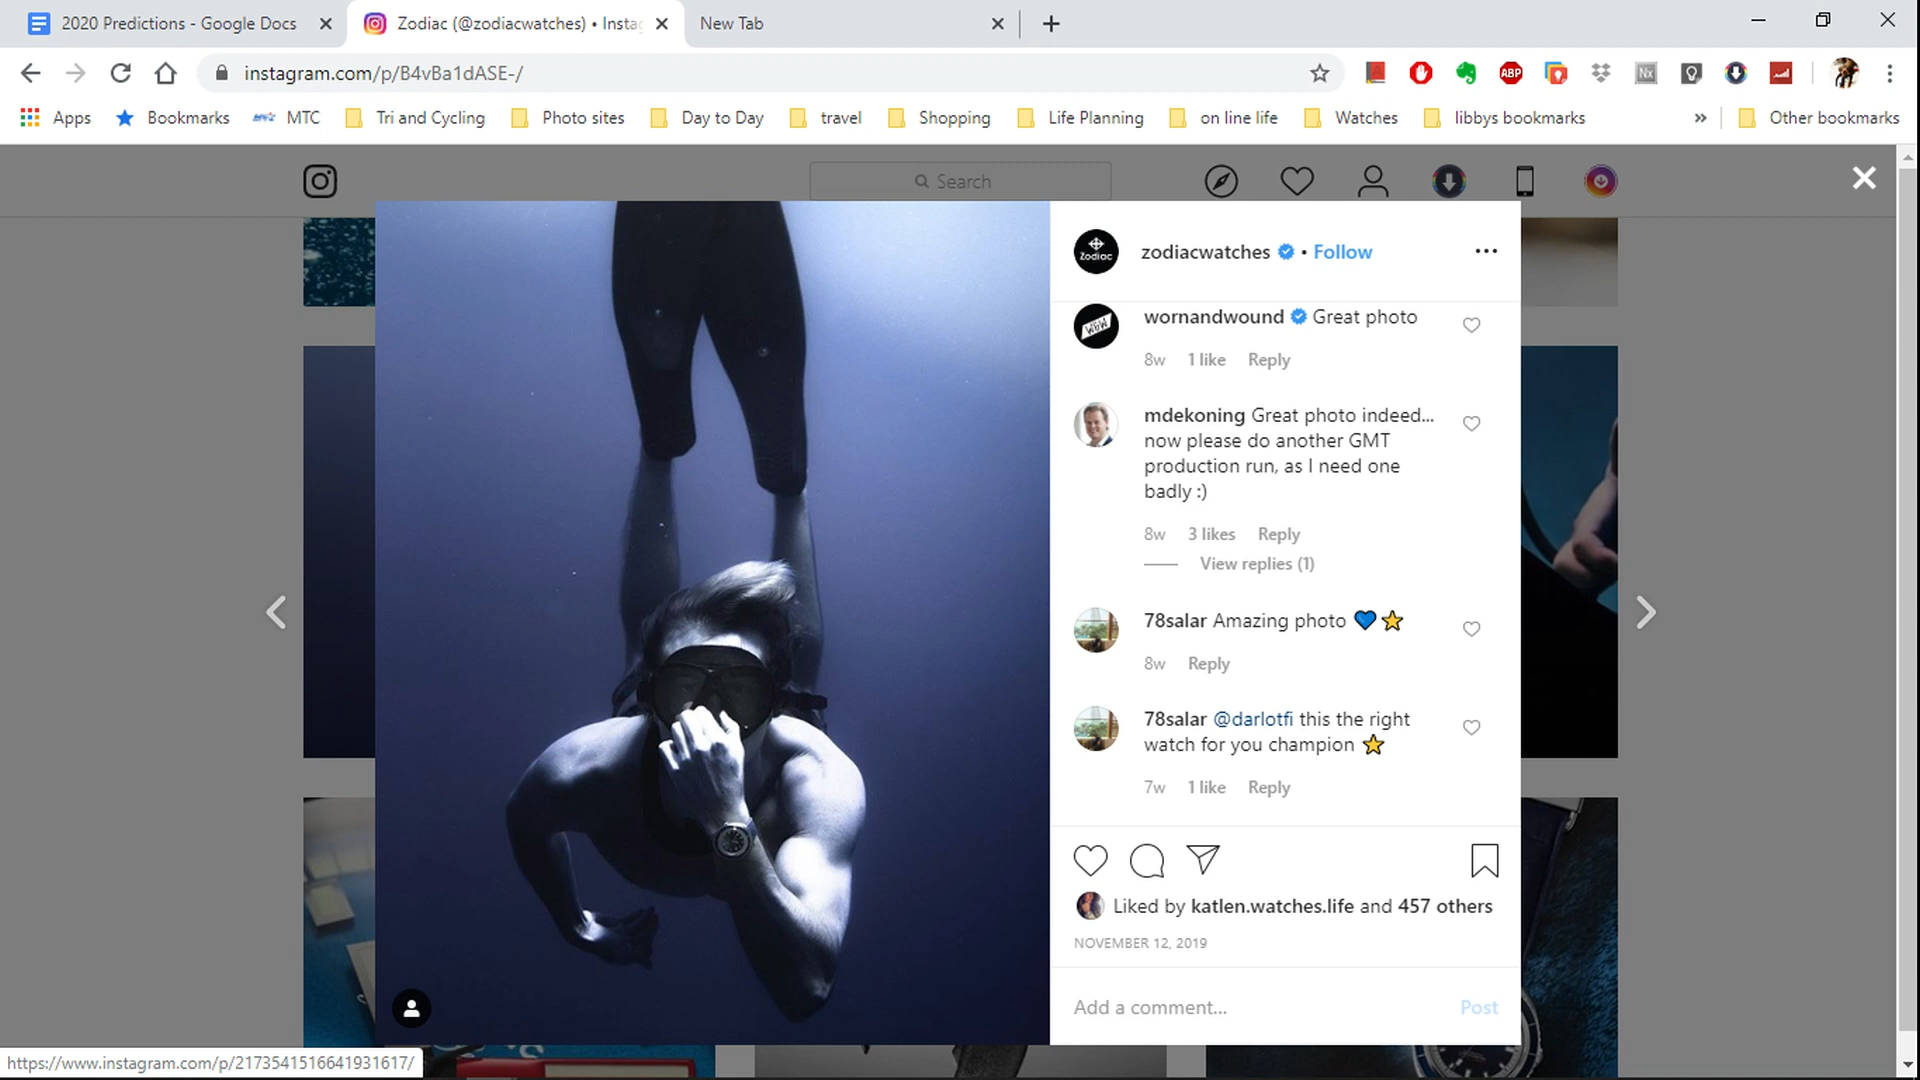 2020 Predictions - Google Docs
Zodiac (@zodiacwatches) • Insta
New Tab
instagram.com/p/B4vBa1dASE-/
ABP
Nx
Apps
Bookmarks
MTC
Tri and Cycling
Photo sites
Day to Day
travel
Shopping
Life Planning
on line life
Watches
libbys bookmarks
»
Other bookmarks
Search
Zodiac
zodiacwatches • Follow
W&W
wornandwound Great photo
8w 1 like Reply
mdekoning Great photo indeed...
now please do another GMT
production run, as I need one
badly :)
8w 3 likes Reply
View replies (1)
78salar Amazing photo 💙⭐
8w Reply
78salar @darlotfi this the right
watch for you champion ⭐
7w 1 like Reply
Liked by katlen.watches.life and 457 others
NOVEMBER 12, 2019
Add a comment...
Post
https://www.instagram.com/p/2173541516641931617/